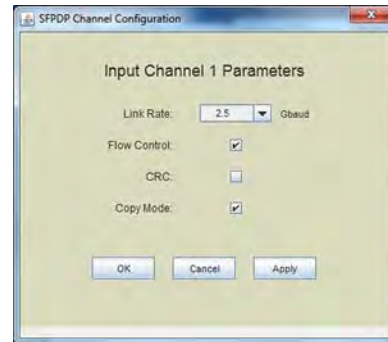 SFPDP Channel Configuration
Input Channel 1 Parameters
Link Rate: 2.5 Gbaud
Flow Control:
CRC:
Copy Mode:
OK Cancel Apply